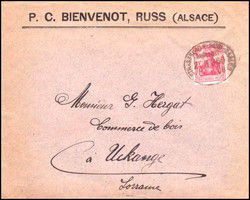 P. C. BIENVENOT, RUSS (ALSACE)
Monsieur G. Hergat
Commerce de bois
à Uckange
Lorraine